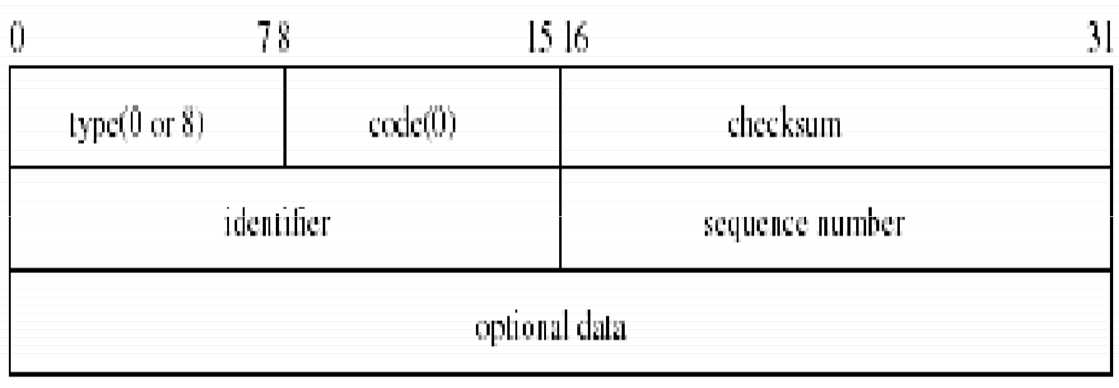 0 7 8 15 16 31
type(0 or 8) code(0) checksum
identifier sequence number
optional data